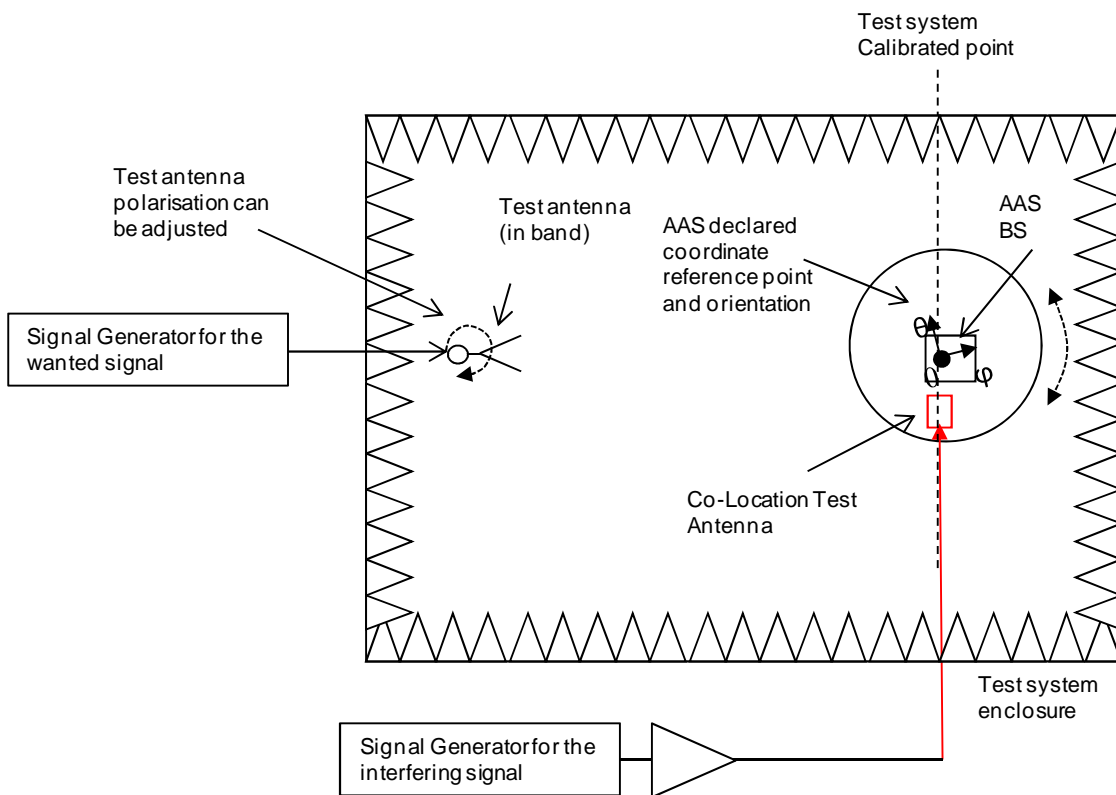 Test system
Calibrated point
Test antenna
polarisation can
be adjusted
Test antenna
(in band)
AAS declared
coordinate
reference point
and orientation
AAS
BS
Signal Generator for the
wanted signal
θ
0
φ
Co-Location Test
Antenna
Test system
enclosure
Signal Generator for the
interfering signal